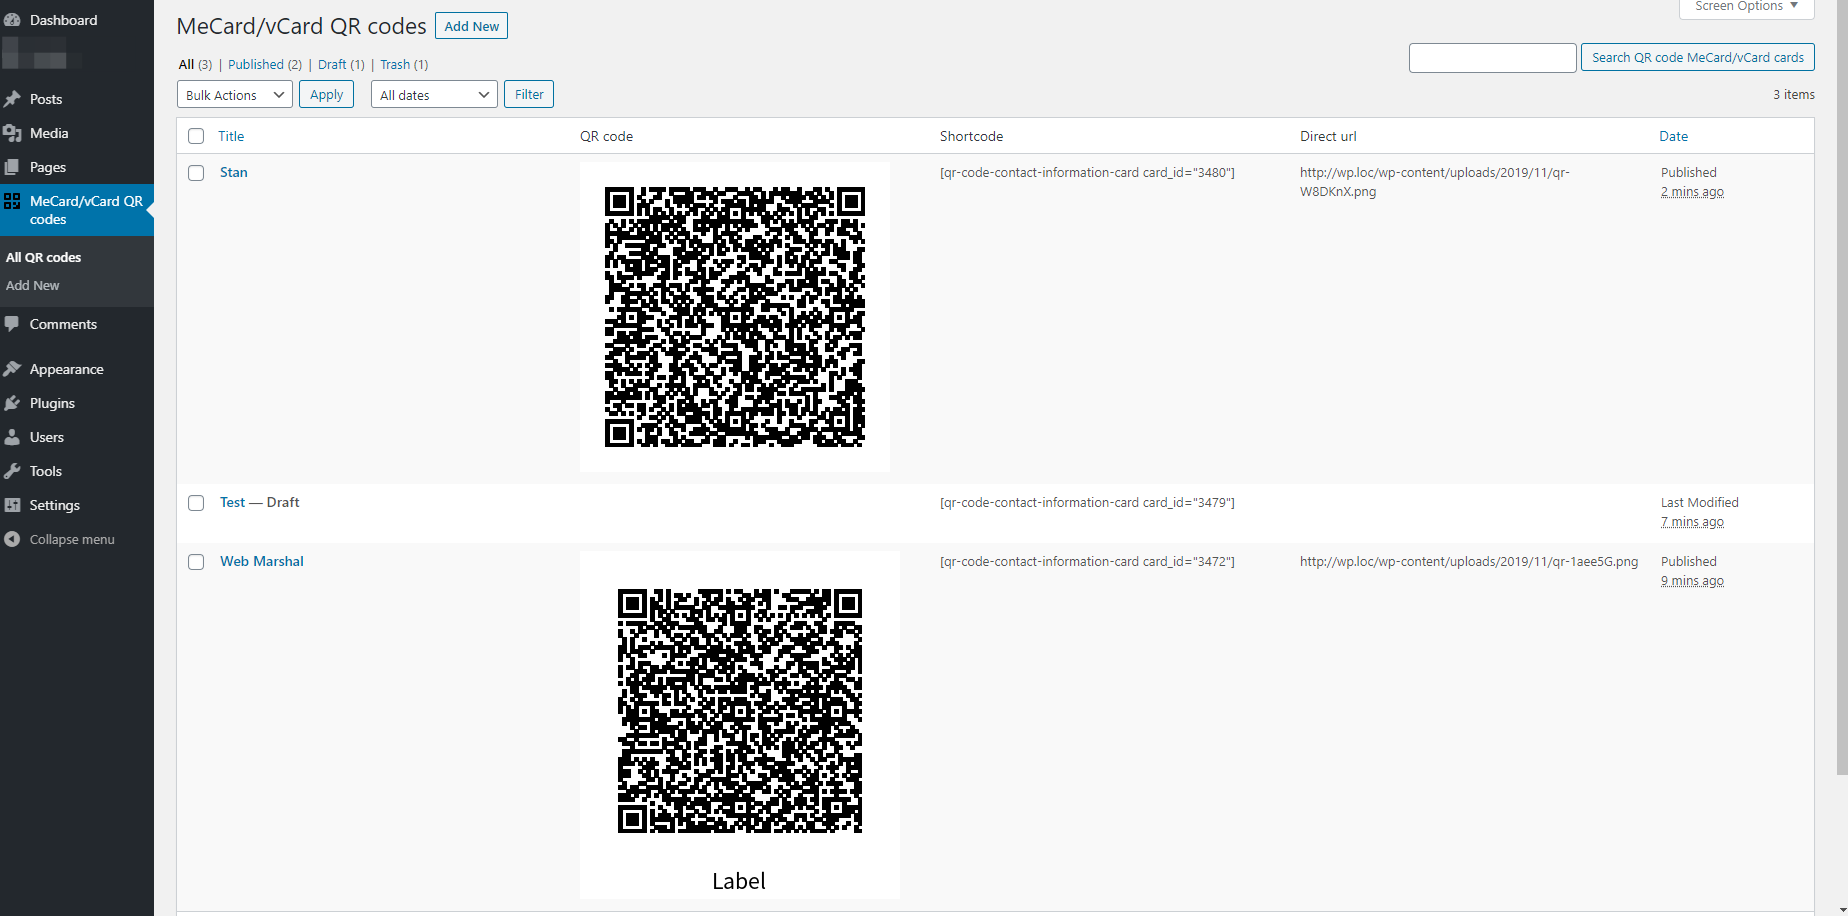 Dashboard
Posts
Media
Pages
MeCard/vCard QR
codes
All QR codes
Add New
Comments
Appearance
Plugins
Users
Tools
Settings
Collapse menu
Screen Options
MeCard/vCard QR codes Add New
All (3) | Published (2) | Draft (1) | Trash (1)
Search QR code MeCard/vCard cards
Bulk Actions Apply All dates Filter
3 items
Title QR code Shortcode Direct url Date
Stan [qr-code-contact-information-card card_id="3480"] http://wp.loc/wp-content/uploads/2019/11/qr- Published
W8DKnX.png 2 mins ago
Test — Draft [qr-code-contact-information-card card_id="3479"] Last Modified
7 mins ago
Web Marshal [qr-code-contact-information-card card_id="3472"] http://wp.loc/wp-content/uploads/2019/11/qr-1aee5G.png Published
9 mins ago
Label